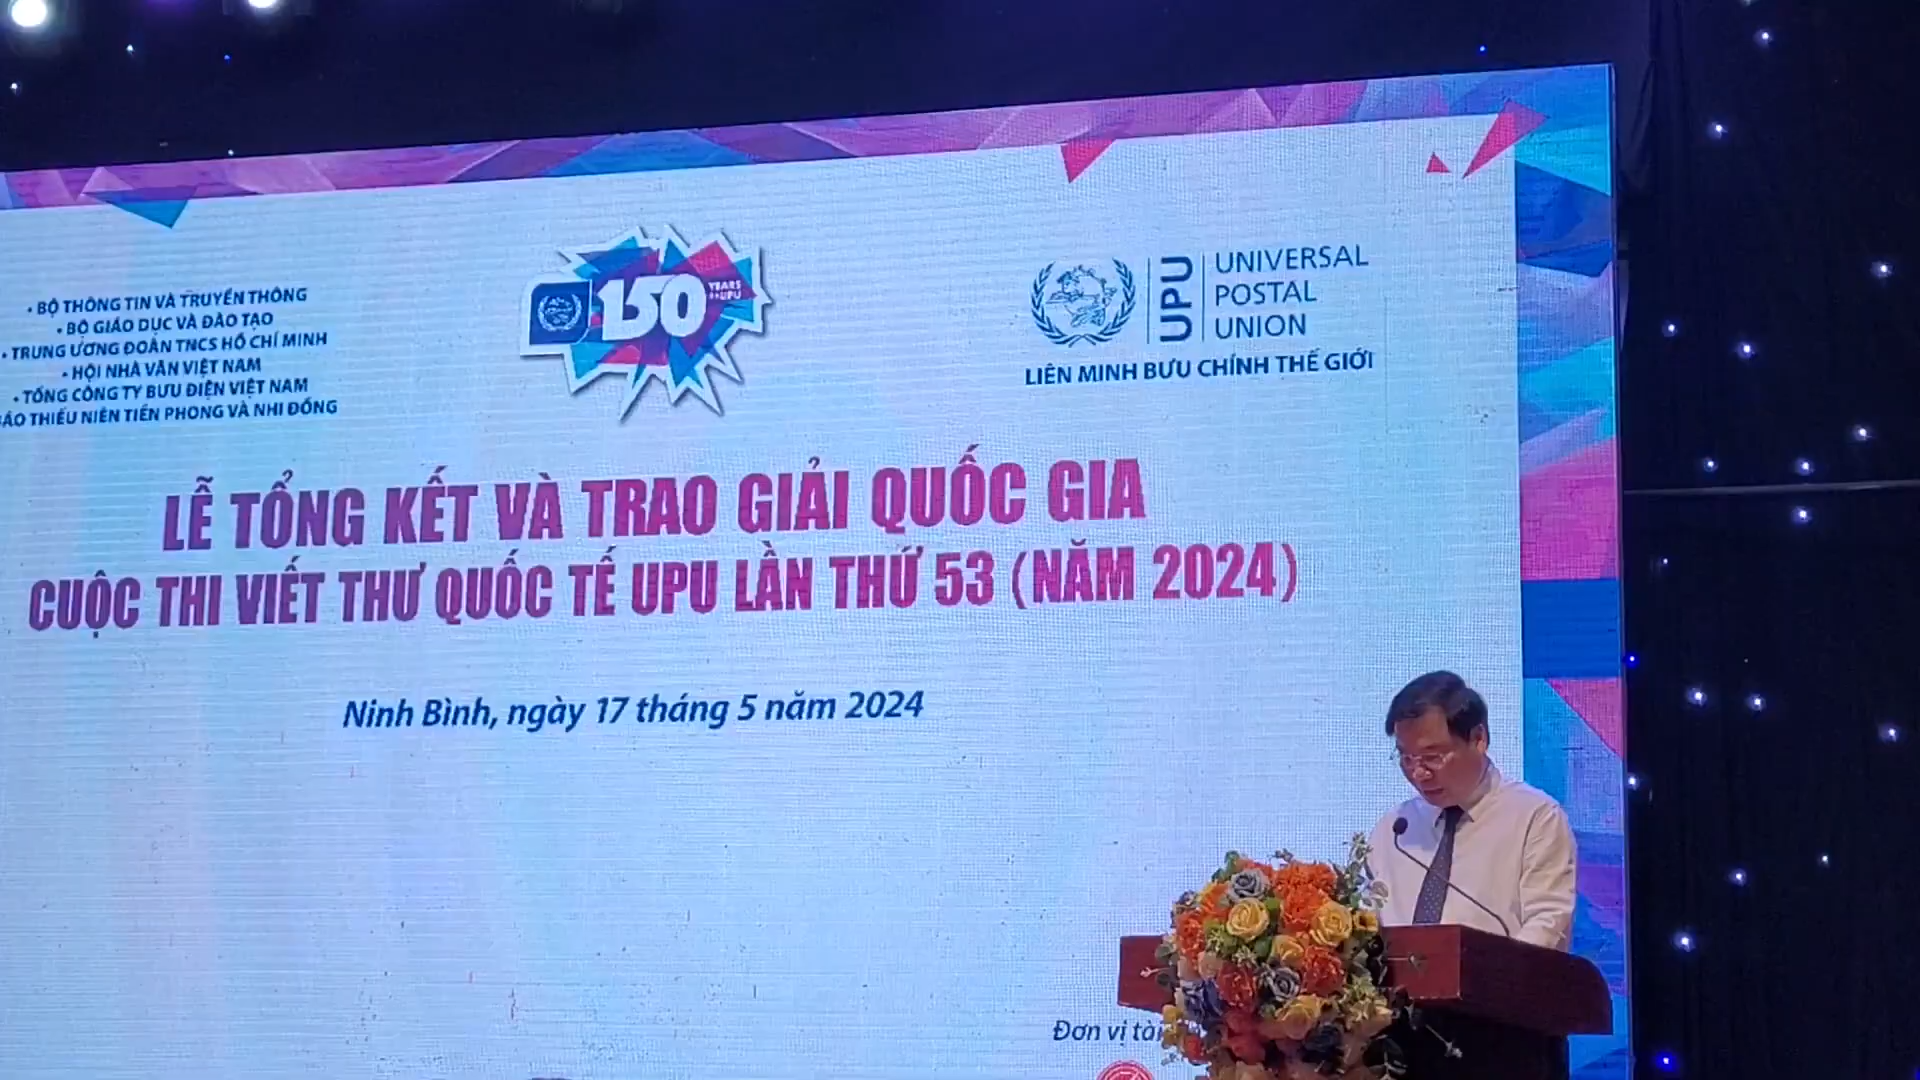 • BỘ THÔNG TIN VÀ TRUYỀN THÔNG
• BỘ GIÁO DỤC VÀ ĐÀO TẠO
• TRUNG ƯƠNG ĐOÀN TNCS HỒ CHÍ MINH
• HỘI NHÀ VĂN VIỆT NAM
• TỔNG CÔNG TY BƯU ĐIỆN VIỆT NAM
BÁO THIẾU NIÊN TIỀN PHONG VÀ NHI ĐỒNG
150
YEARS
UPU
UPU
UNIVERSAL
POSTAL
UNION
LIÊN MINH BƯU CHÍNH THẾ GIỚI
LỄ TỔNG KẾT VÀ TRAO GIẢI QUỐC GIA
CUỘC THI VIẾT THƯ QUỐC TẾ UPU LẦN THỨ 53 (NĂM 2024)
Ninh Bình, ngày 17 tháng 5 năm 2024
Đơn vị tài